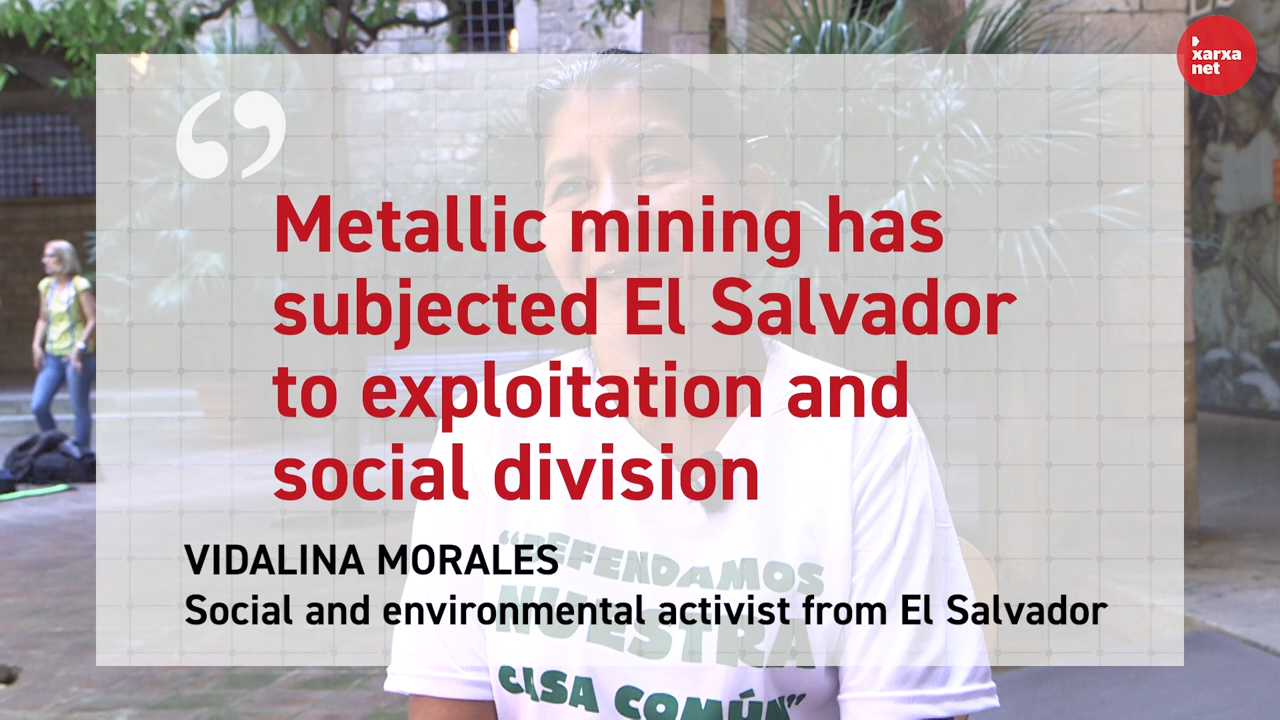 xarxa
net
“
Metallic mining has
subjected El Salvador
to exploitation and
social division
VIDALINA MORALES
Social and environmental activist from El Salvador
“DEFENDAMOS
NUESTRA
CASA COMÚN”